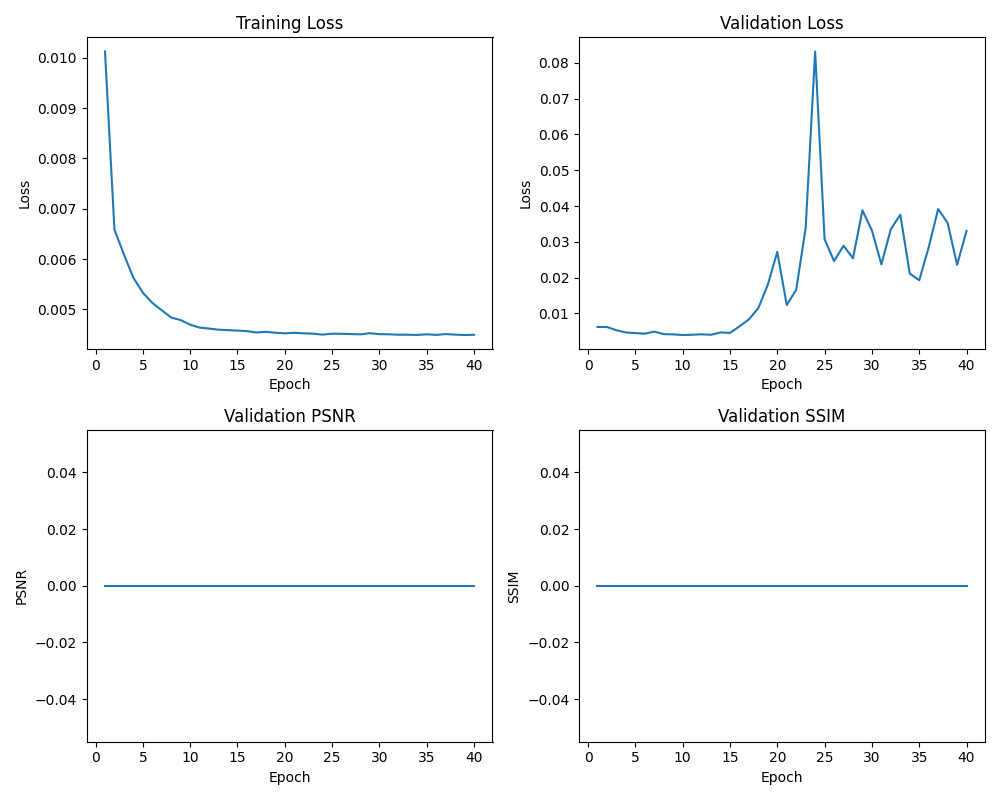 Training Loss
Loss
0.010
0.009
0.008
0.007
0.006
0.005
0 5 10 15 20 25 30 35 40
Epoch
Validation Loss
Loss
0.08
0.07
0.06
0.05
0.04
0.03
0.02
0.01
0 5 10 15 20 25 30 35 40
Epoch
Validation PSNR
PSNR
0.04
0.02
0.00
−0.02
−0.04
0 5 10 15 20 25 30 35 40
Epoch
Validation SSIM
SSIM
0.04
0.02
0.00
−0.02
−0.04
0 5 10 15 20 25 30 35 40
Epoch